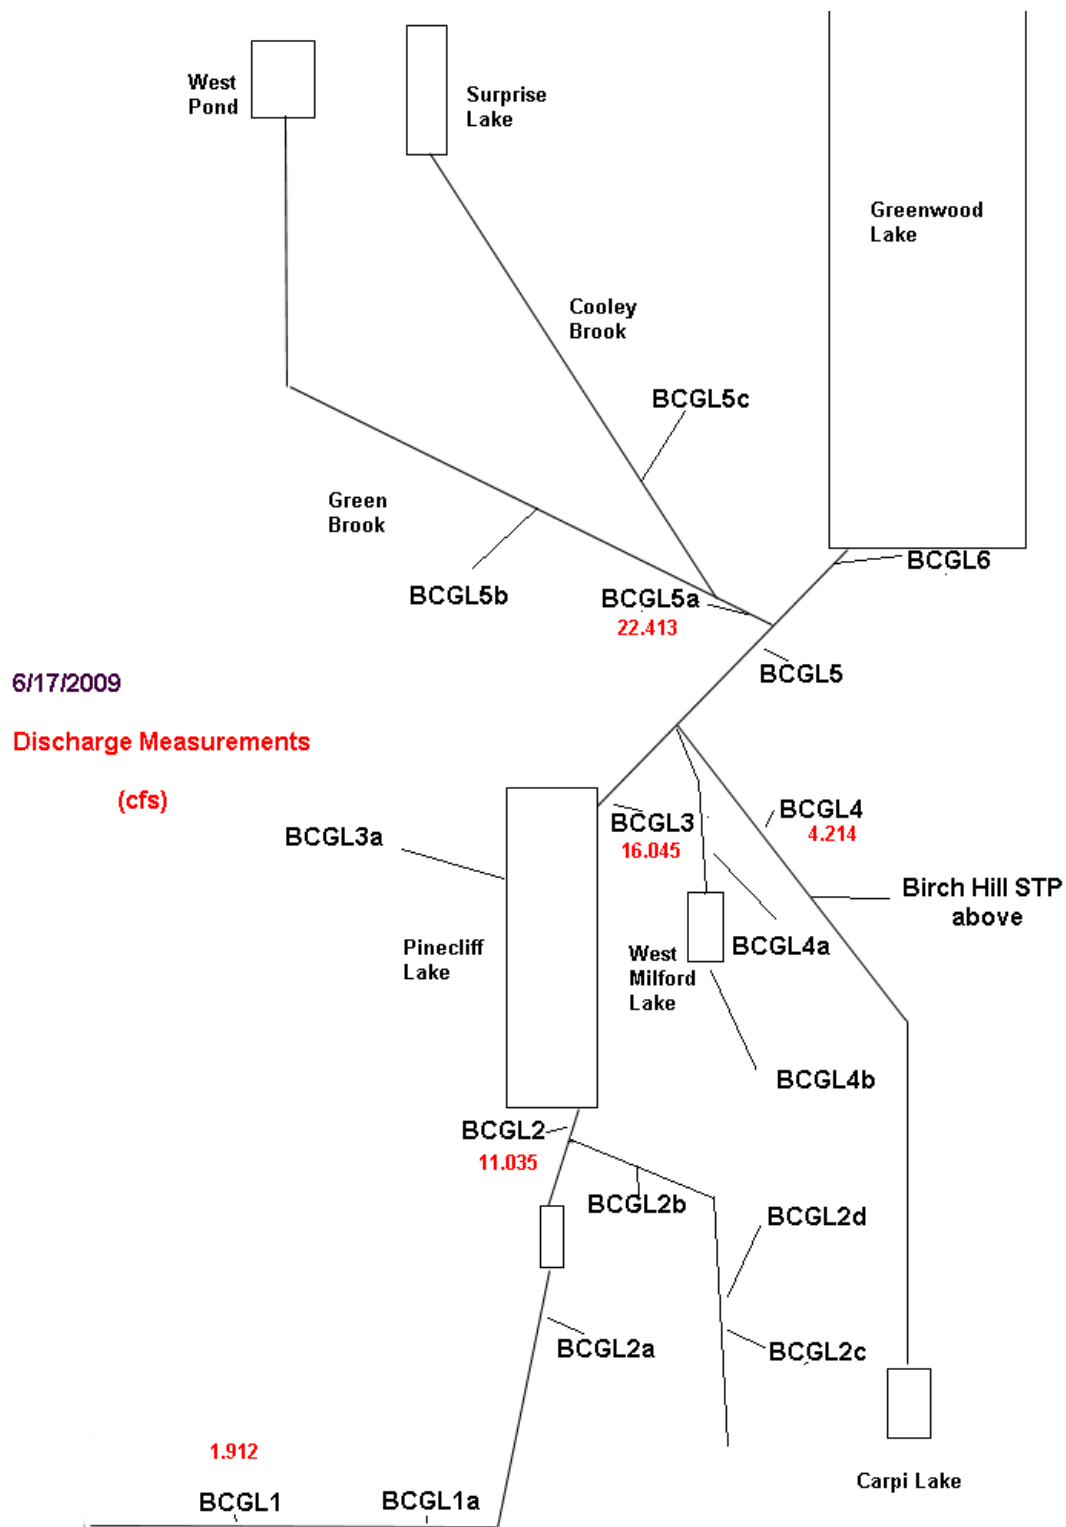 West
Pond
Surprise
Lake
Greenwood
Lake
Cooley
Brook
BCGL5c
Green
Brook
BCGL6
BCGL5b
BCGL5a
22.413
BCGL5
6/17/2009
Discharge Measurements
(cfs)
BCGL3a
BCGL3
16.045
BCGL4
4.214
Birch Hill STP
above
Pinecliff
Lake
West
Milford
Lake
BCGL4a
BCGL4b
BCGL2
11.035
BCGL2b
BCGL2d
BCGL2a
BCGL2c
1.912
BCGL1
BCGL1a
Carpi Lake